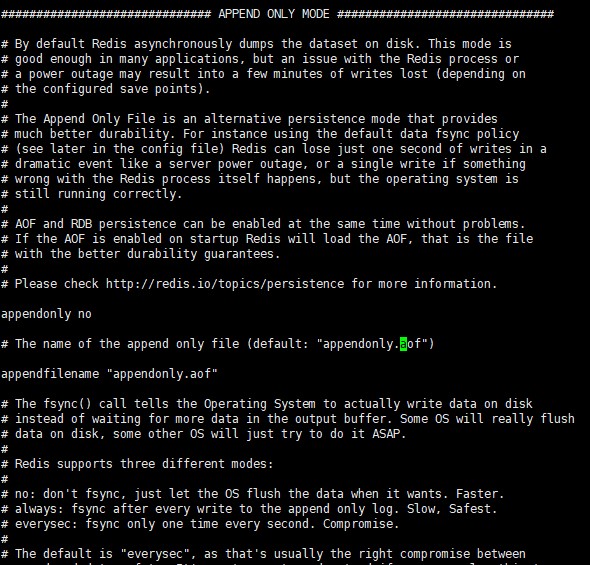 ############################## APPEND ONLY MODE ###############################
# By default Redis asynchronously dumps the dataset on disk. This mode is
# good enough in many applications, but an issue with the Redis process or
# a power outage may result into a few minutes of writes lost (depending on
# the configured save points).
#
# The Append Only File is an alternative persistence mode that provides
# much better durability. For instance using the default data fsync policy
# (see later in the config file) Redis can lose just one second of writes in a
# dramatic event like a server power outage, or a single write if something
# wrong with the Redis process itself happens, but the operating system is
# still running correctly.
#
# AOF and RDB persistence can be enabled at the same time without problems.
# If the AOF is enabled on startup Redis will load the AOF, that is the file
# with the better durability guarantees.
#
# Please check http://redis.io/topics/persistence for more information.
appendonly no
# The name of the append only file (default: "appendonly.aof")
appendfilename "appendonly.aof"
# The fsync() call tells the Operating System to actually write data on disk
# instead of waiting for more data in the output buffer. Some OS will really flush
# data on disk, some other OS will just try to do it ASAP.
#
# Redis supports three different modes:
#
# no: don't fsync, just let the OS flush the data when it wants. Faster.
# always: fsync after every write to the append only log. Slow, Safest.
# everysec: fsync only one time every second. Compromise.
#
# The default is "everysec", as that's usually the right compromise between